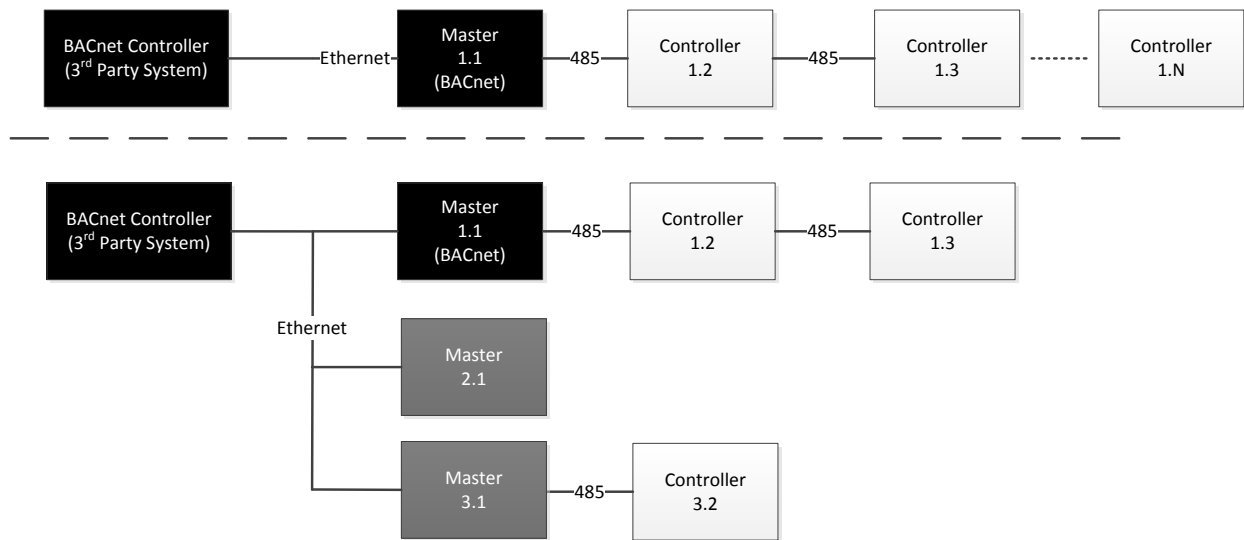 BACnet Controller
(3rd Party System)
Ethernet
Master
1.1
(BACnet)
485
Controller
1.2
485
Controller
1.3
Controller
1.N
BACnet Controller
(3rd Party System)
Master
1.1
(BACnet)
485
Controller
1.2
485
Controller
1.3
Ethernet
Master
2.1
Master
3.1
485
Controller
3.2